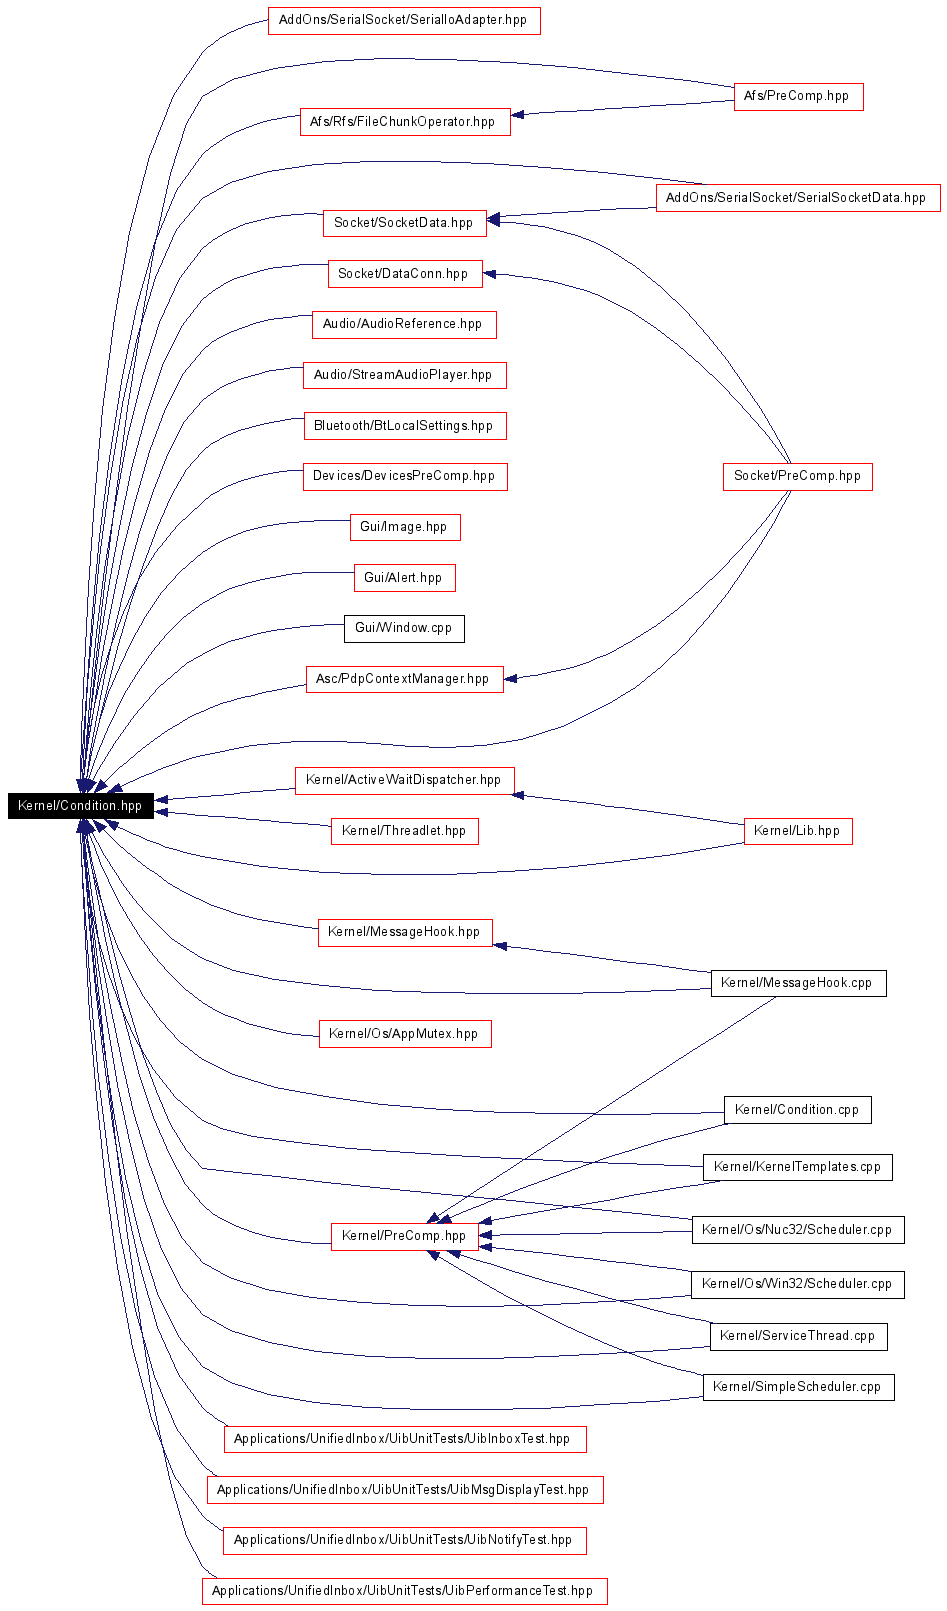 AddOns/SerialSocket/SerialIoAdapter.hpp
Afs/PreComp.hpp
Afs/Rfs/FileChunkOperator.hpp
AddOns/SerialSocket/SerialSocketData.hpp
Socket/SocketData.hpp
Socket/DataConn.hpp
Audio/AudioReference.hpp
Audio/StreamAudioPlayer.hpp
Bluetooth/BtLocalSettings.hpp
Devices/DevicesPreComp.hpp
Socket/PreComp.hpp
Gui/Image.hpp
Gui/Alert.hpp
Gui/Window.cpp
Asc/PdpContextManager.hpp
Kernel/ActiveWaitDispatcher.hpp
Kernel/Condition.hpp
Kernel/Threadlet.hpp
Kernel/Lib.hpp
Kernel/MessageHook.hpp
Kernel/MessageHook.cpp
Kernel/Os/AppMutex.hpp
Kernel/Condition.cpp
Kernel/KernelTemplates.cpp
Kernel/Os/Nuc32/Scheduler.cpp
Kernel/PreComp.hpp
Kernel/Os/Win32/Scheduler.cpp
Kernel/ServiceThread.cpp
Kernel/SimpleScheduler.cpp
Applications/UnifiedInbox/UibUnitTests/UibInboxTest.hpp
Applications/UnifiedInbox/UibUnitTests/UibMsgDisplayTest.hpp
Applications/UnifiedInbox/UibUnitTests/UibNotifyTest.hpp
Applications/UnifiedInbox/UibUnitTests/UibPerformanceTest.hpp